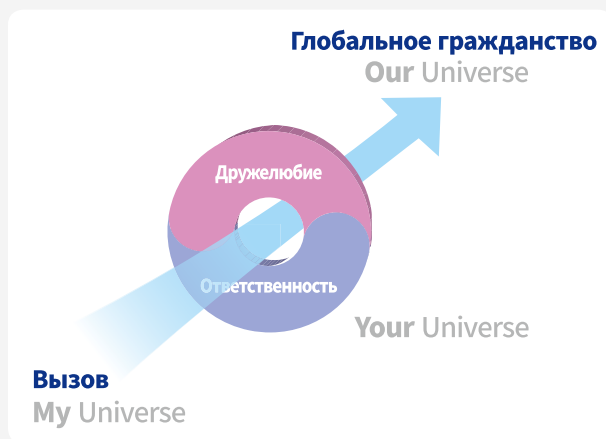 Глобальное гражданство
Our Universe
Дружелюбие
Ответственность
Your Universe
Вызов
My Universe